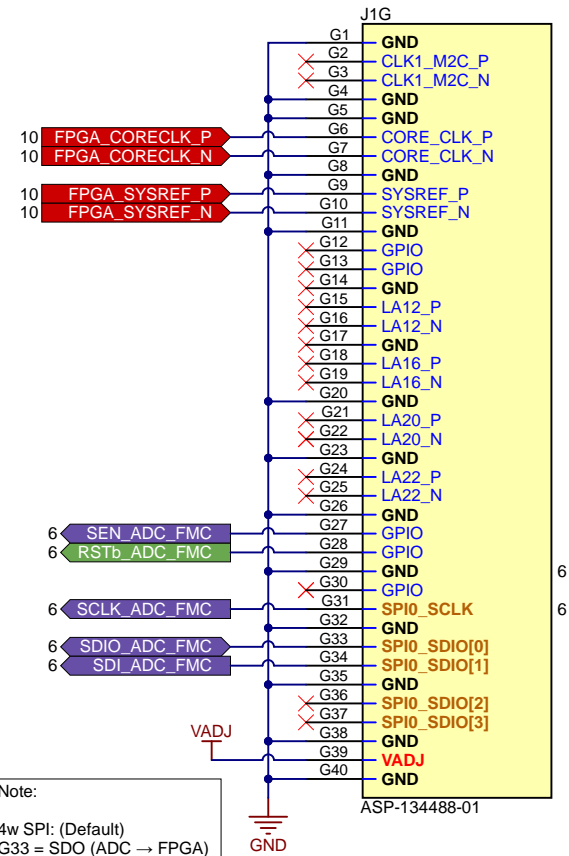 J1G
G1 GND
G2 CLK1_M2C_P
G3 CLK1_M2C_N
G4 GND
G5 GND
10 FPGA_CORECLK_P G6 CORE_CLK_P
10 FPGA_CORECLK_N G7 CORE_CLK_N
G8 GND
10 FPGA_SYSREF_P G9 SYSREF_P
10 FPGA_SYSREF_N G10 SYSREF_N
G11 GND
G12 GPIO
G13 GPIO
G14 GND
G15 LA12_P
G16 LA12_N
G17 GND
G18 LA16_P
G19 LA16_N
G20 GND
G21 LA20_P
G22 LA20_N
G23 GND
G24 LA22_P
G25 LA22_N
G26 GND
6 SEN_ADC_FMC G27 GPIO
6 RSTb_ADC_FMC G28 GPIO
G29 GND 6
G30 GPIO
6 SCLK_ADC_FMC G31 SPI0_SCLK 6
G32 GND
6 SDIO_ADC_FMC G33 SPI0_SDIO[0]
6 SDI_ADC_FMC G34 SPI0_SDIO[1]
G35 GND
G36 SPI0_SDIO[2]
G37 SPI0_SDIO[3]
G38 GND
VADJ G39 VADJ
G40 GND
ASP-134488-01
GND
Note:
4w SPI: (Default)
G33 = SDO (ADC → FPGA)